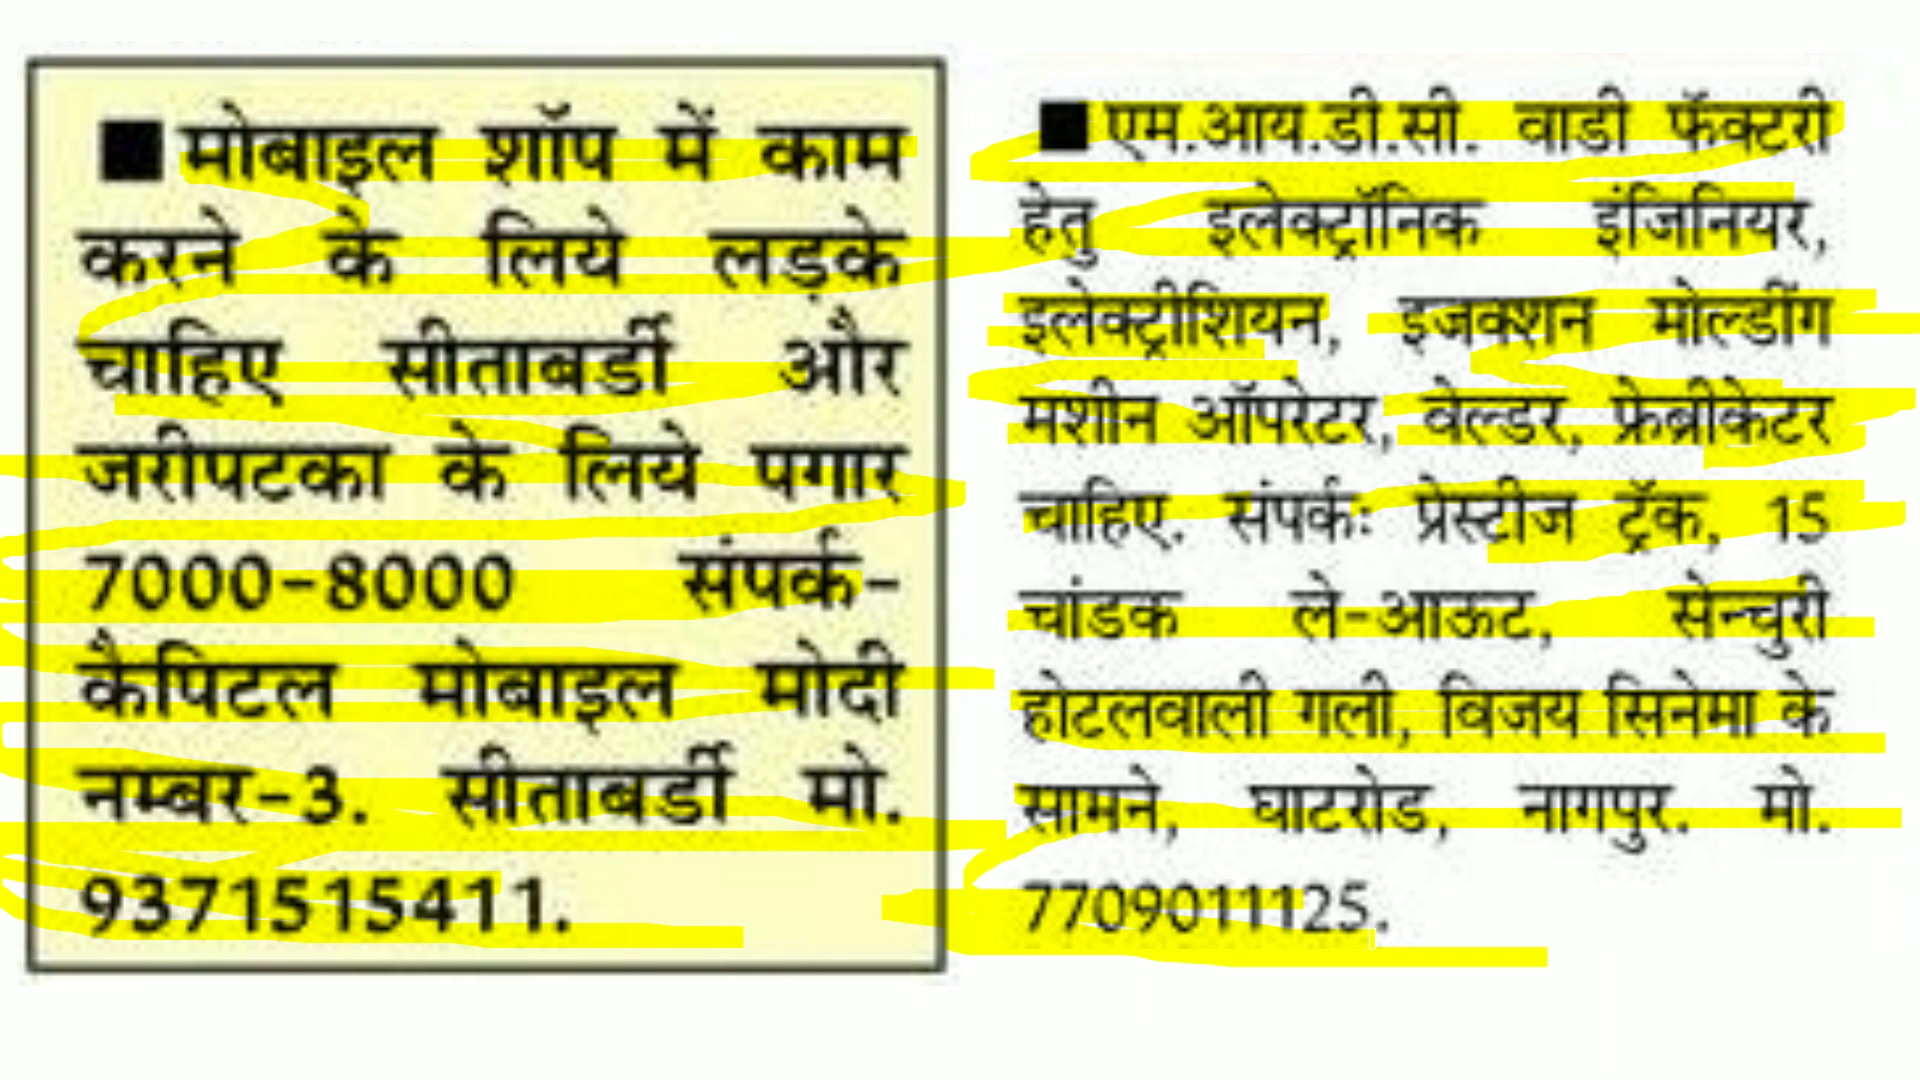 ■ मोबाइल शॉप में काम
करने के लिये लड़के
चाहिए सीताबर्डी और
जरीपटका के लिये पगार
7000-8000 संपर्क-
कैपिटल मोबाइल मोदी
नम्बर-3. सीताबर्डी मो.
9371515411.
■ एम.आय.डी.सी. वाडी फॅक्टरी
हेतु इलेक्ट्रॉनिक इंजिनियर,
इलेक्ट्रीशियन, इजक्शन मोल्डींग
मशीन ऑपरेटर, वेल्डर, फ्रेब्रीकेटर
चाहिए. संपर्क: प्रेस्टीज ट्रॅक, 15
चांडक ले-आऊट, सेन्चुरी
होटलवाली गली, विजय सिनेमा के
सामने, घाटरोड, नागपुर. मो.
7709011125.